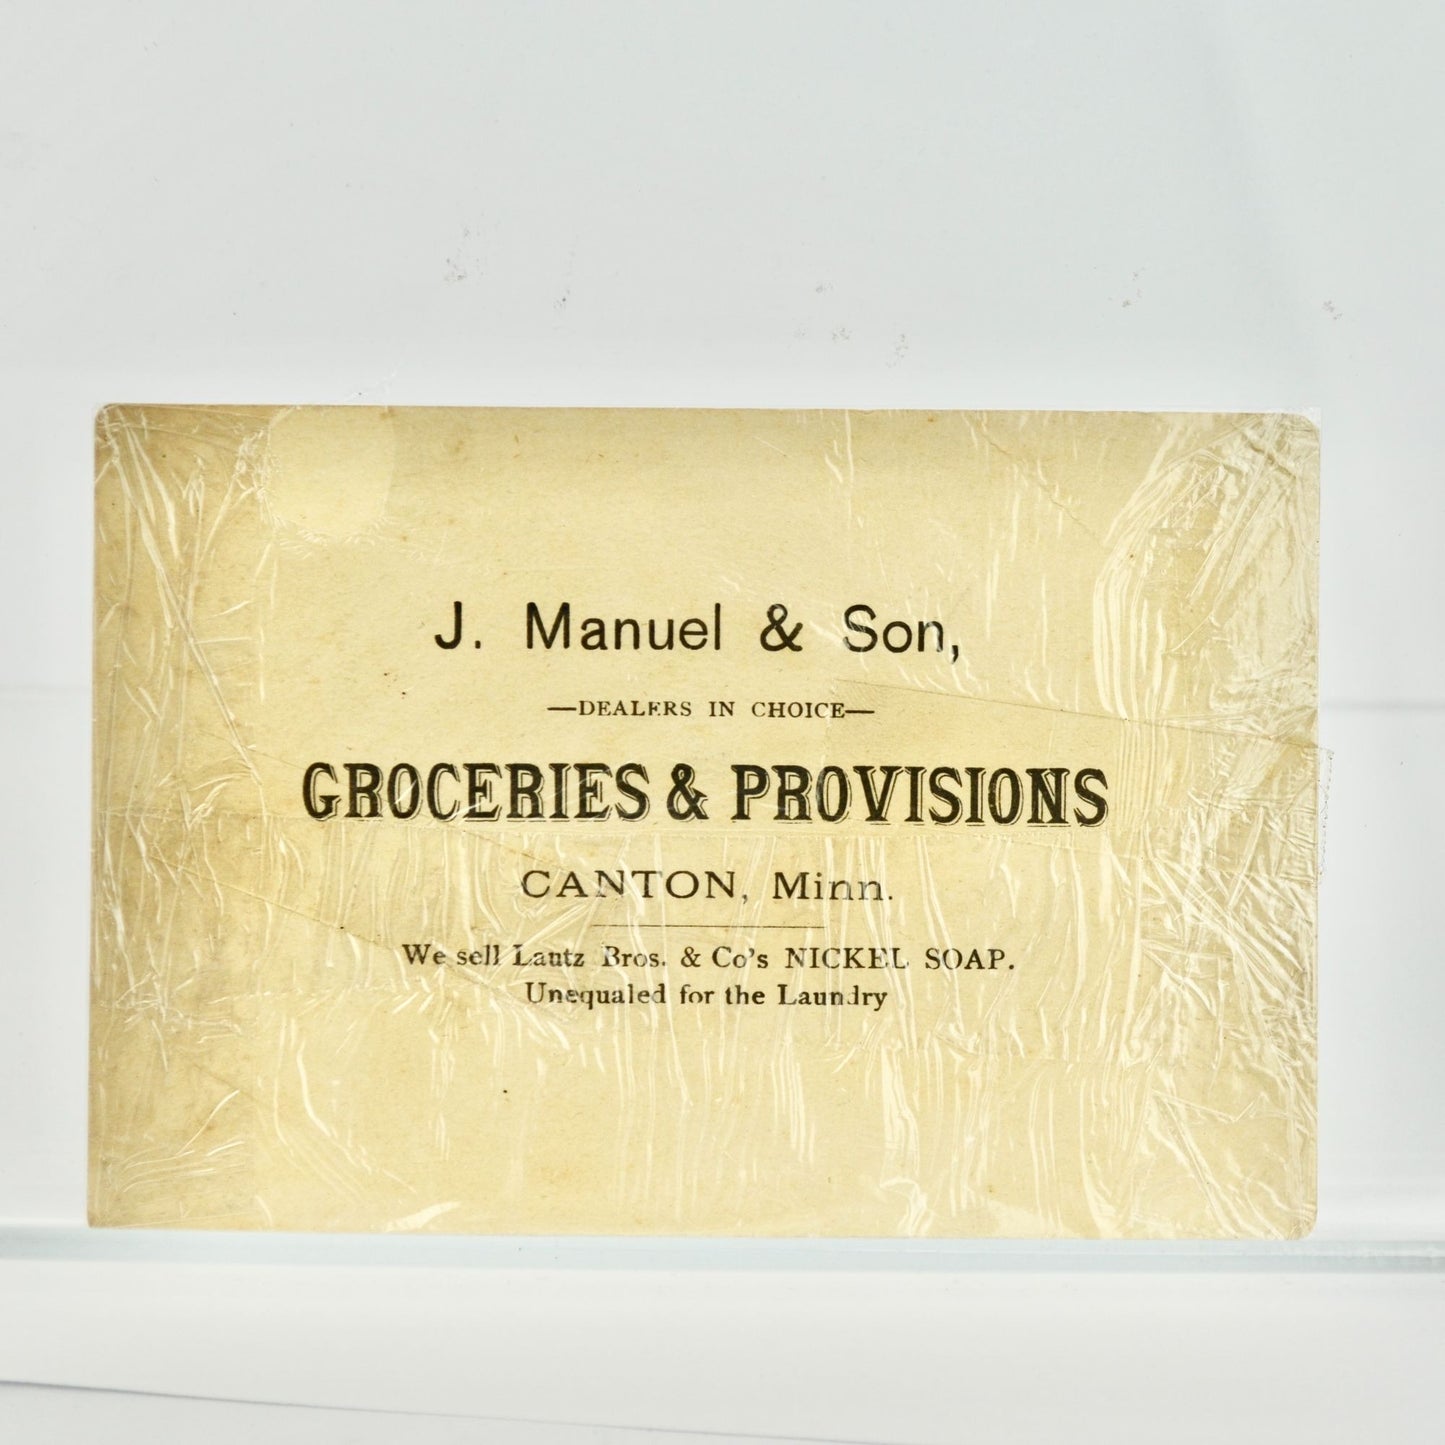 J. Manuel & Son,
—DEALERS IN CHOICE—
GROCERIES & PROVISIONS
CANTON, Minn.
We sell Lautz Bros. & Co's NICKEL SOAP.
Unequaled for the Laundry